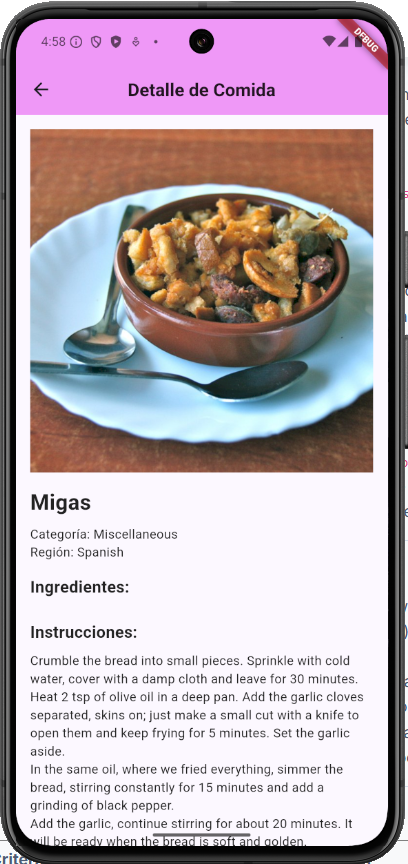 4:58
DEBUG
Detalle de Comida
Migas
Categoría: Miscellaneous
Región: Spanish
Ingredientes:
Instrucciones:
Crumble the bread into small pieces. Sprinkle with cold
water, cover with a damp cloth and leave for 30 minutes.
Heat 2 tsp of olive oil in a deep pan. Add the garlic cloves
separated, skins on; just make a small cut with a knife to
open them and keep frying for 5 minutes. Set the garlic
aside.
In the same oil, where we fried everything, simmer the
bread, stirring constantly for 15 minutes and add a
grinding of black pepper.
Add the garlic, continue stirring for about 20 minutes. It
will be ready when the bread is soft and golden.